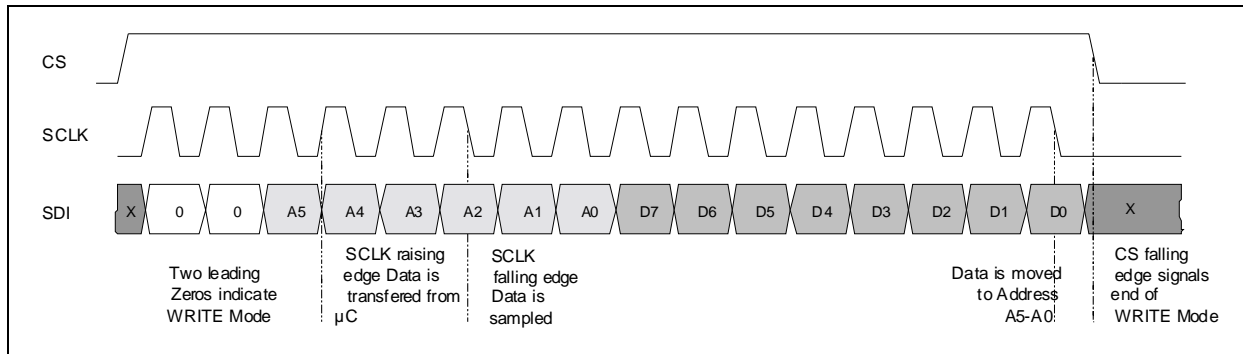 CS
SCLK
SDI
X 0 0 A5 A4 A3 A2 A1 A0 D7 D6 D5 D4 D3 D2 D1 D0 X
Two leading
Zeros indicate
WRITE Mode
SCLK raising
edge Data is
transfered from
µC
SCLK
falling edge
Data is
sampled
Data is moved
to Address
A5-A0
CS falling
edge signals
end of
WRITE Mode